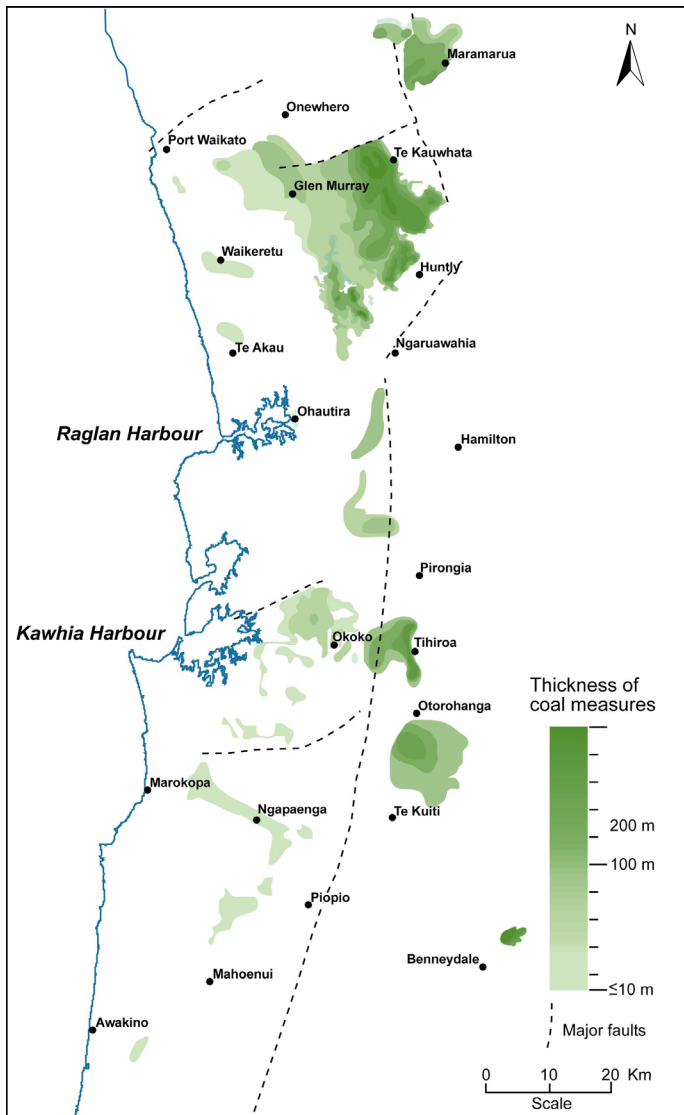 N
Maramarua
Onewhero
Port Waikato
Te Kauwhata
Glen Murray
Waikeretu
Huntly
Te Akau
Ngaruawahia
Ohautira
Raglan Harbour
Hamilton
Pirongia
Kawhia Harbour
Okoko
Tihiroa
Otorohanga
Marokopa
Ngapaenga
Te Kuiti
Piopio
Benneydale
Mahoenui
Awakino
Thickness of
coal measures
200 m
100 m
≤10 m
Major faults
0 10 20 Km
Scale